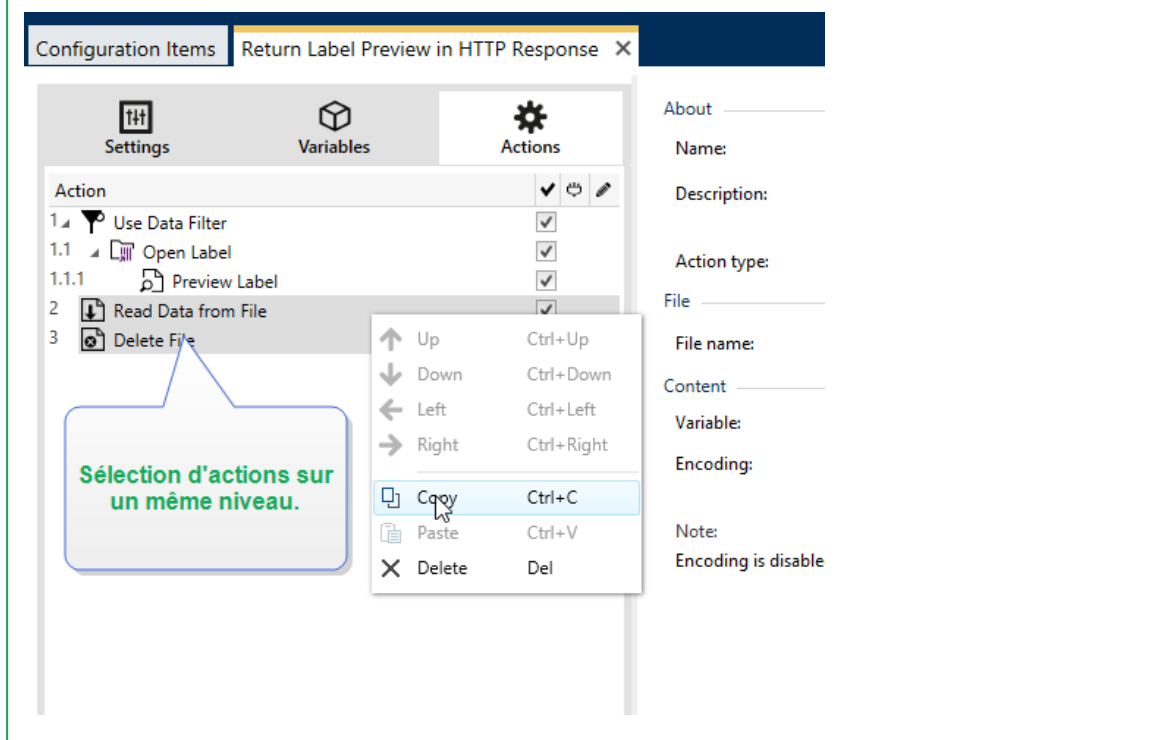 Configuration Items Return Label Preview in HTTP Response
Settings Variables Actions
Action
1 Use Data Filter
1.1 Open Label
1.1.1 Preview Label
2 Read Data from File
3 Delete File
Sélection d'actions sur
un même niveau.
Up Ctrl+Up
Down Ctrl+Down
Left Ctrl+Left
Right Ctrl+Right
Copy Ctrl+C
Paste Ctrl+V
Delete Del
About
Name:
Description:
Action type:
File
File name:
Content
Variable:
Encoding:
Note:
Encoding is disable